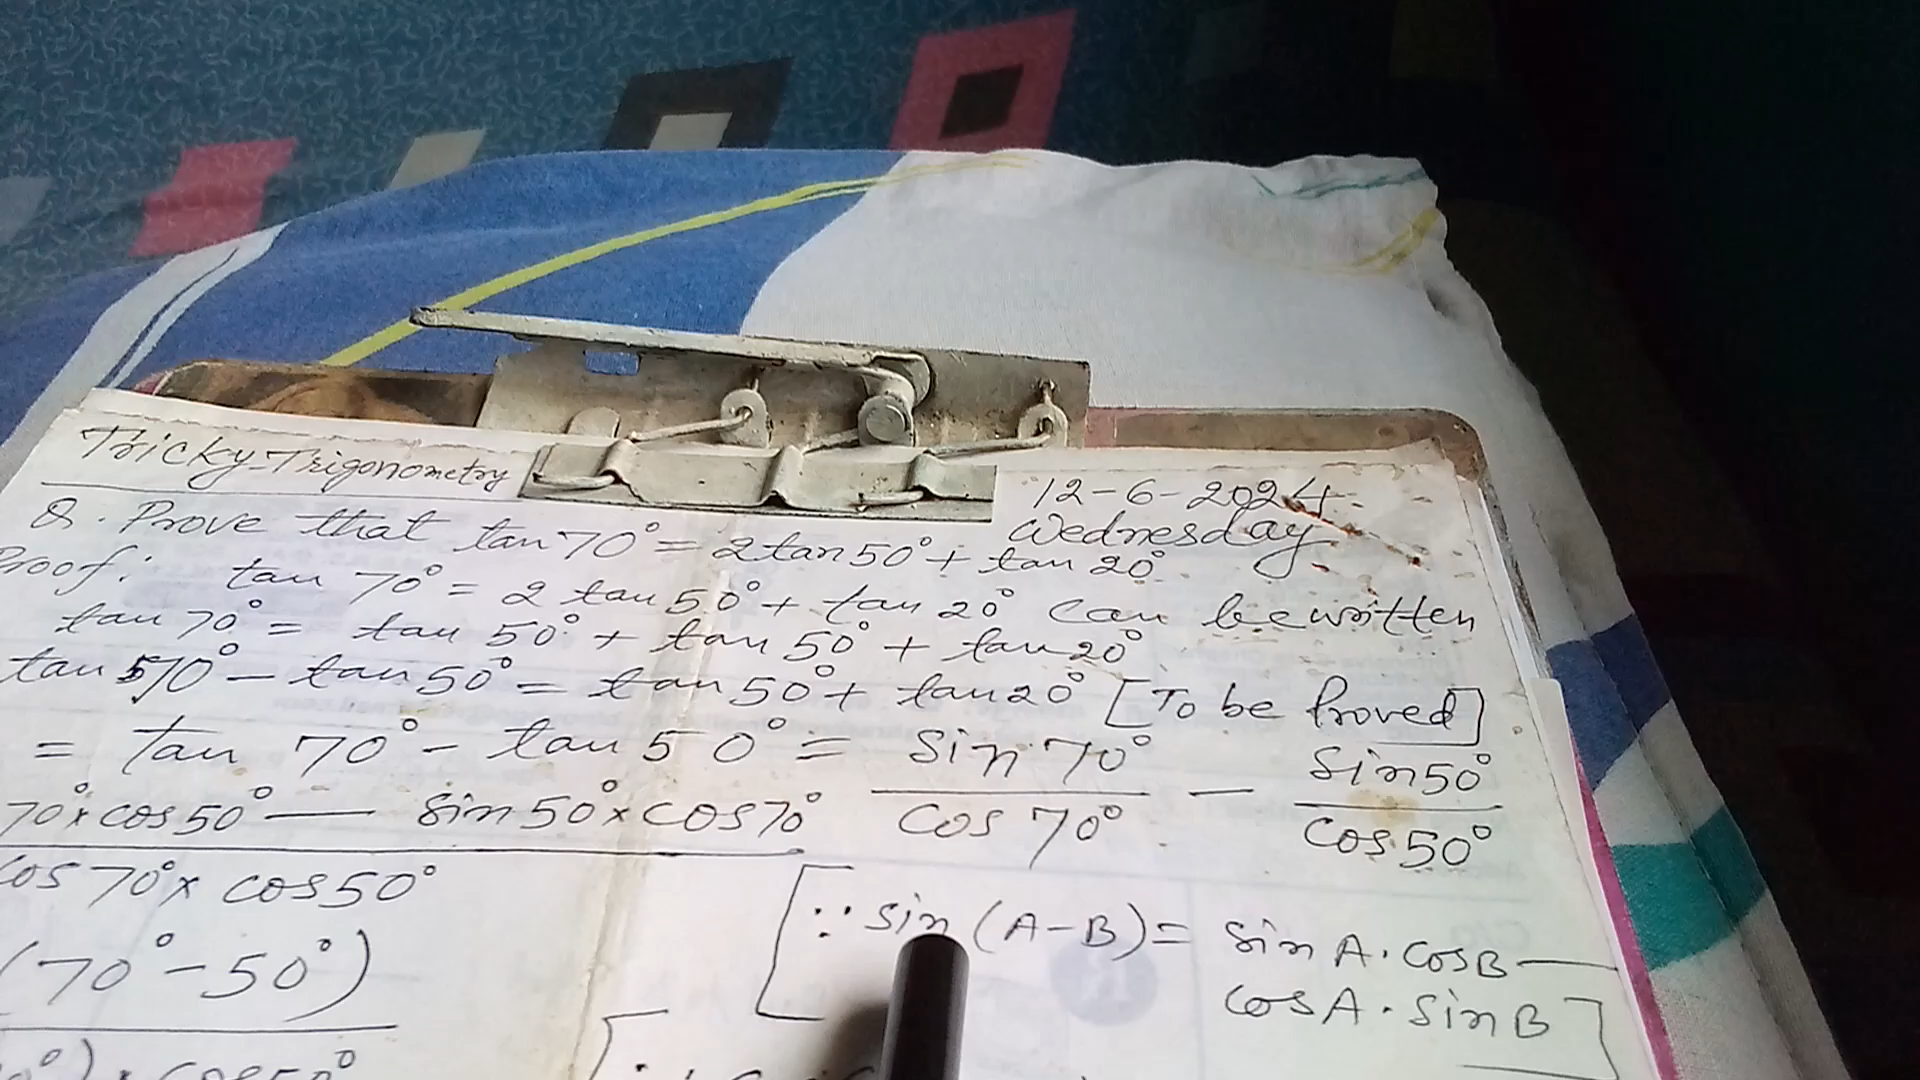 Tricky Trigonometry
12-6-2024
Wednesday
Q. Prove that tan 70° = 2 tan 50° + tan 20°
Proof: tan 70° = 2 tan 50° + tan 20° can be written
tan 70° = tan 50° + tan 50° + tan 20°
tan 70° - tan 50° = tan 50° + tan 20° [To be Proved]
= tan 70° - tan 50° = sin 70° / cos 70° - sin 50° / cos 50°
70° × cos 50° — sin 50° × cos 70°
cos 70° × cos 50°
[∵ sin (A-B) = sin A . cos B —
cos A . sin B]
(70° - 50°)